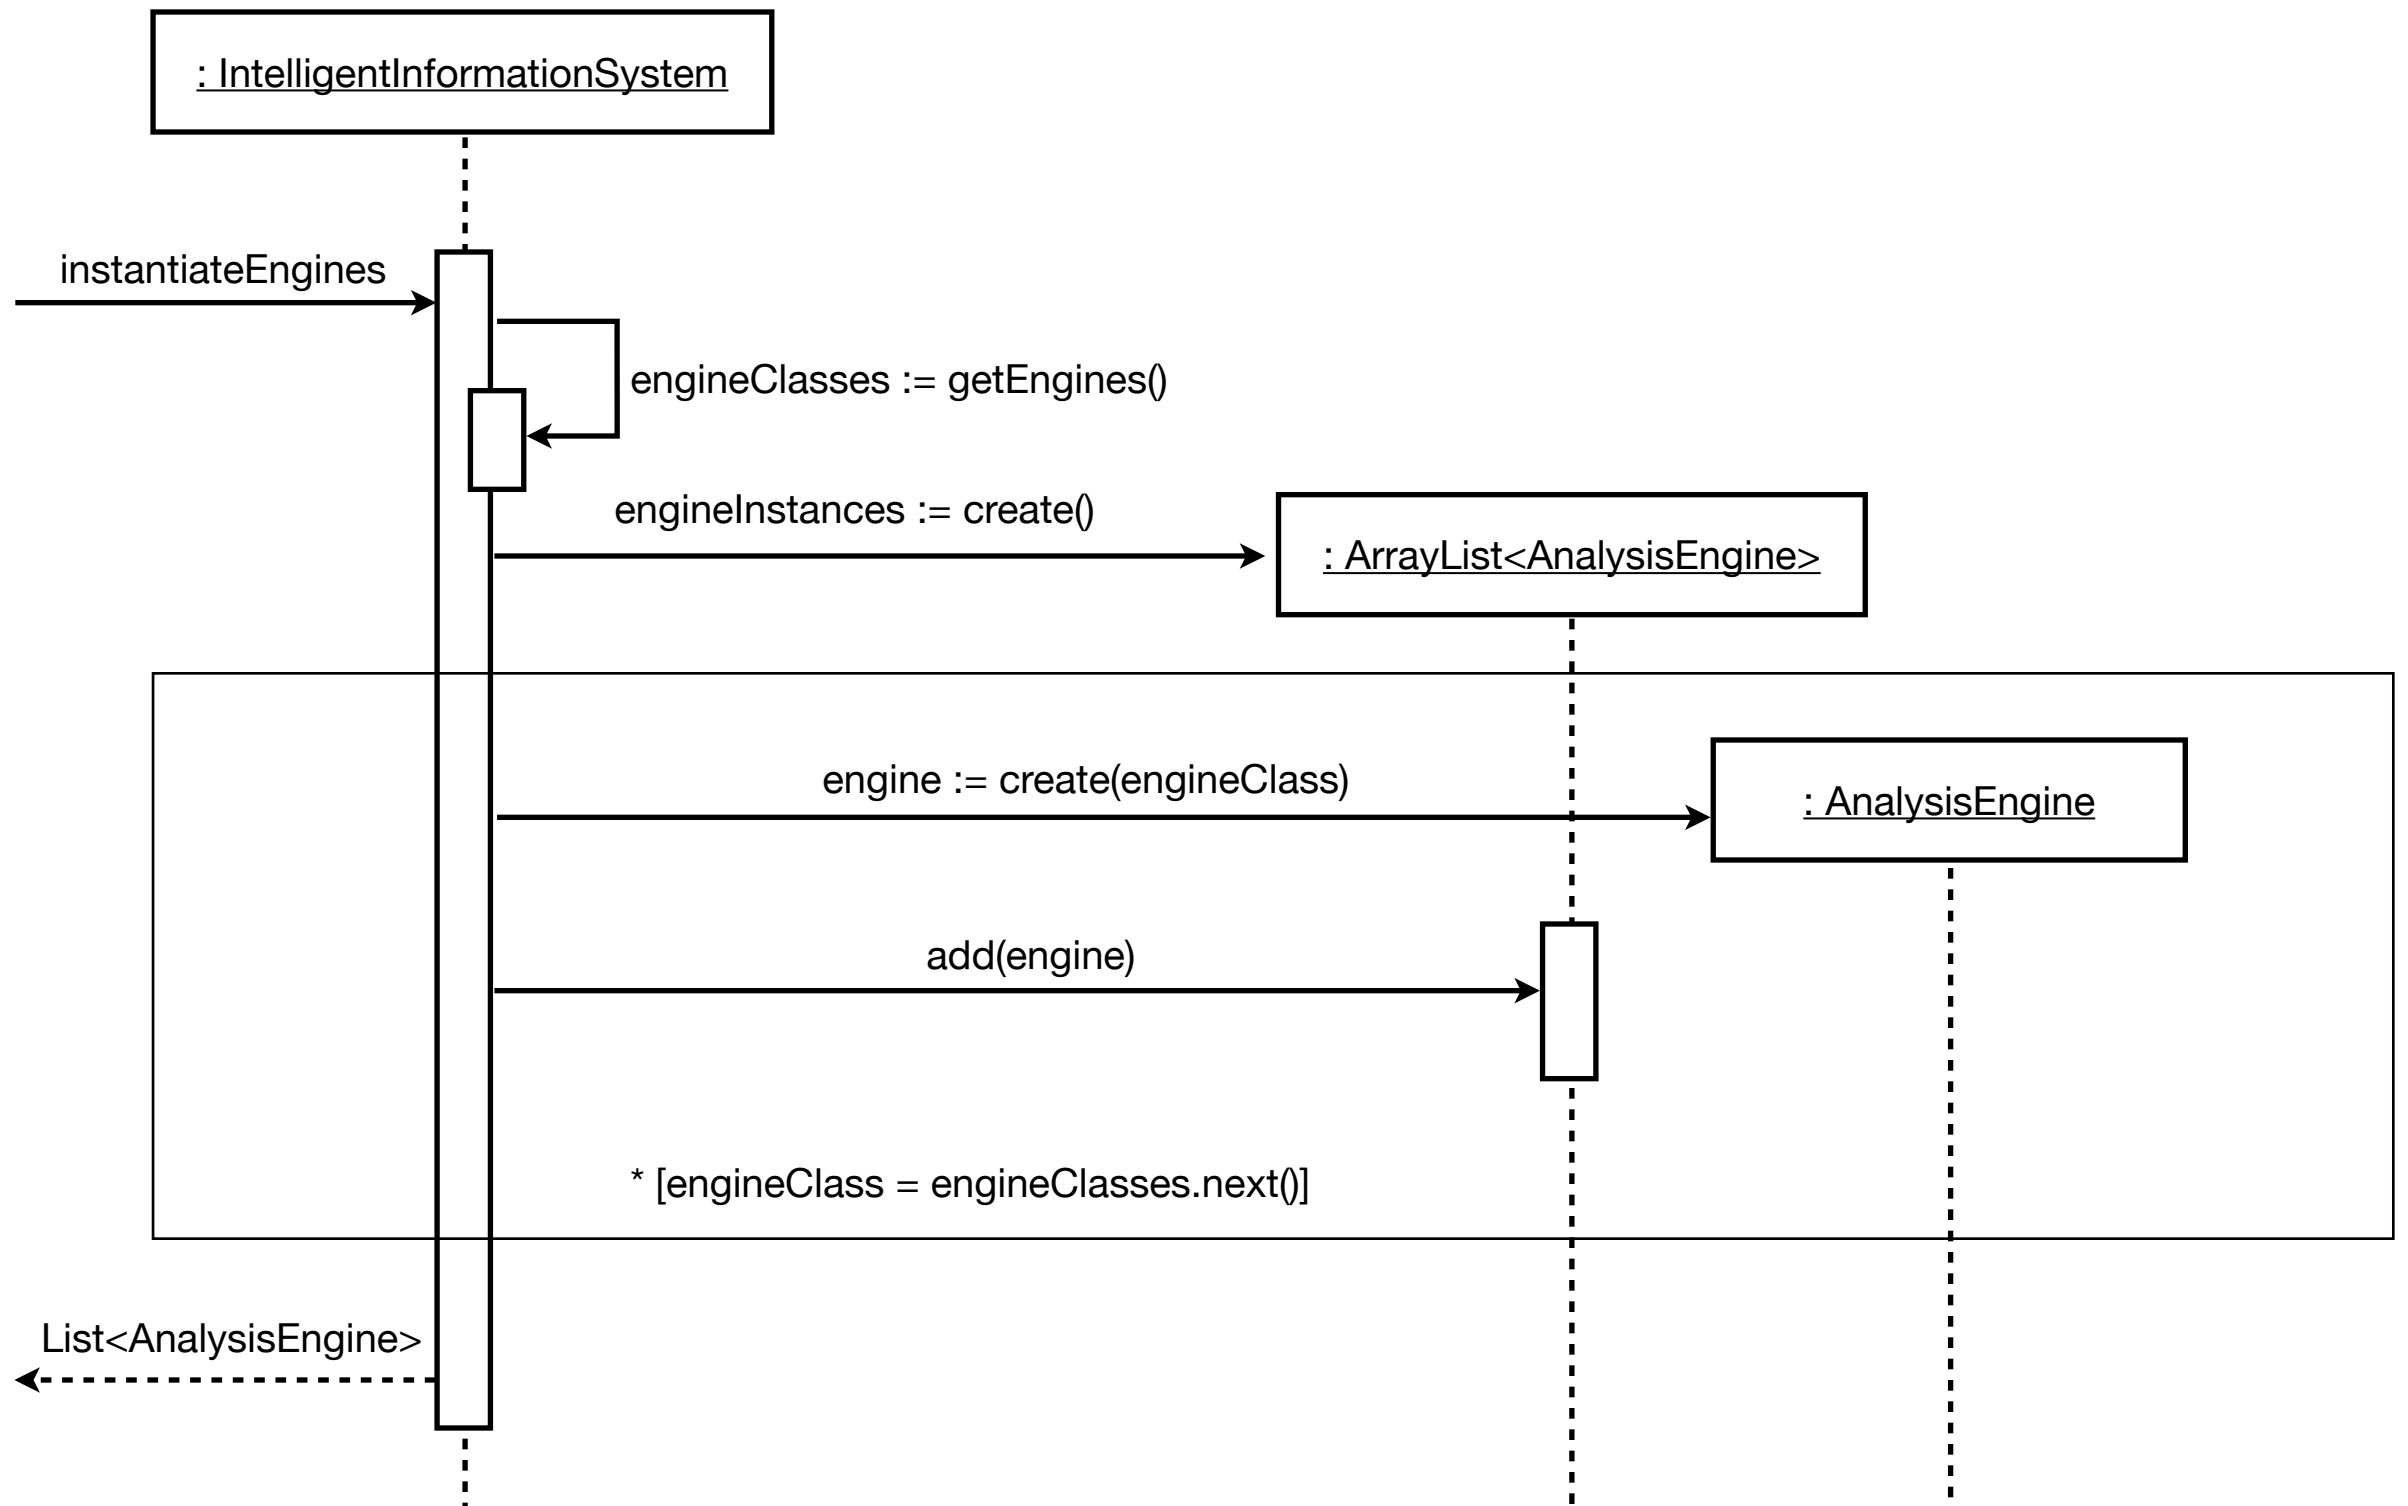 : IntelligentInformationSystem
instantiateEngines
engineClasses := getEngines()
engineInstances := create()
: ArrayList<AnalysisEngine>
engine := create(engineClass)
: AnalysisEngine
add(engine)
* [engineClass = engineClasses.next()]
List<AnalysisEngine>